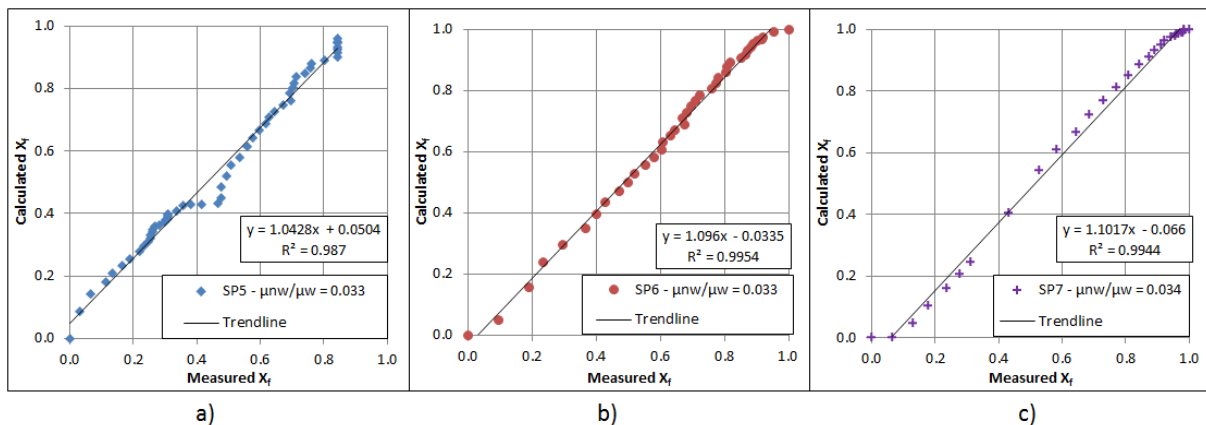 1.0
0.8
0.6
0.4
0.2
0.0
Calculated Xf
y = 1.0428x + 0.0504
R² = 0.987
SP5 - μnw/μw = 0.033
Trendline
0.0 0.2 0.4 0.6 0.8 1.0
Measured Xf
a)
1.0
0.8
0.6
0.4
0.2
0.0
Calculated Xf
y = 1.096x - 0.0335
R² = 0.9954
SP6 - μnw/μw = 0.033
Trendline
0.0 0.2 0.4 0.6 0.8 1.0
Measured Xf
b)
1.0
0.8
0.6
0.4
0.2
0.0
Calculated Xf
y = 1.1017x - 0.066
R² = 0.9944
SP7 - μnw/μw = 0.034
Trendline
0.0 0.2 0.4 0.6 0.8 1.0
Measured Xf
c)